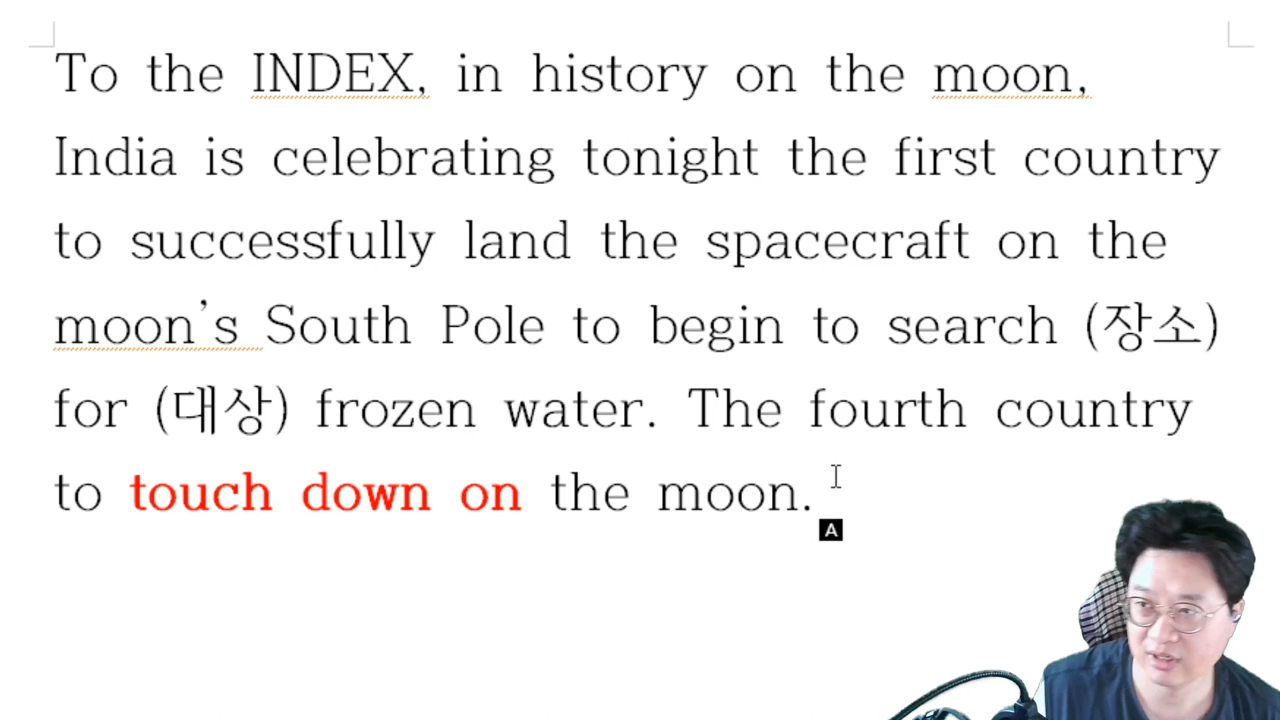 To the INDEX, in history on the moon,
India is celebrating tonight the first country
to successfully land the spacecraft on the
moon's South Pole to begin to search (장소)
for (대상) frozen water. The fourth country
to touch down on the moon.
A